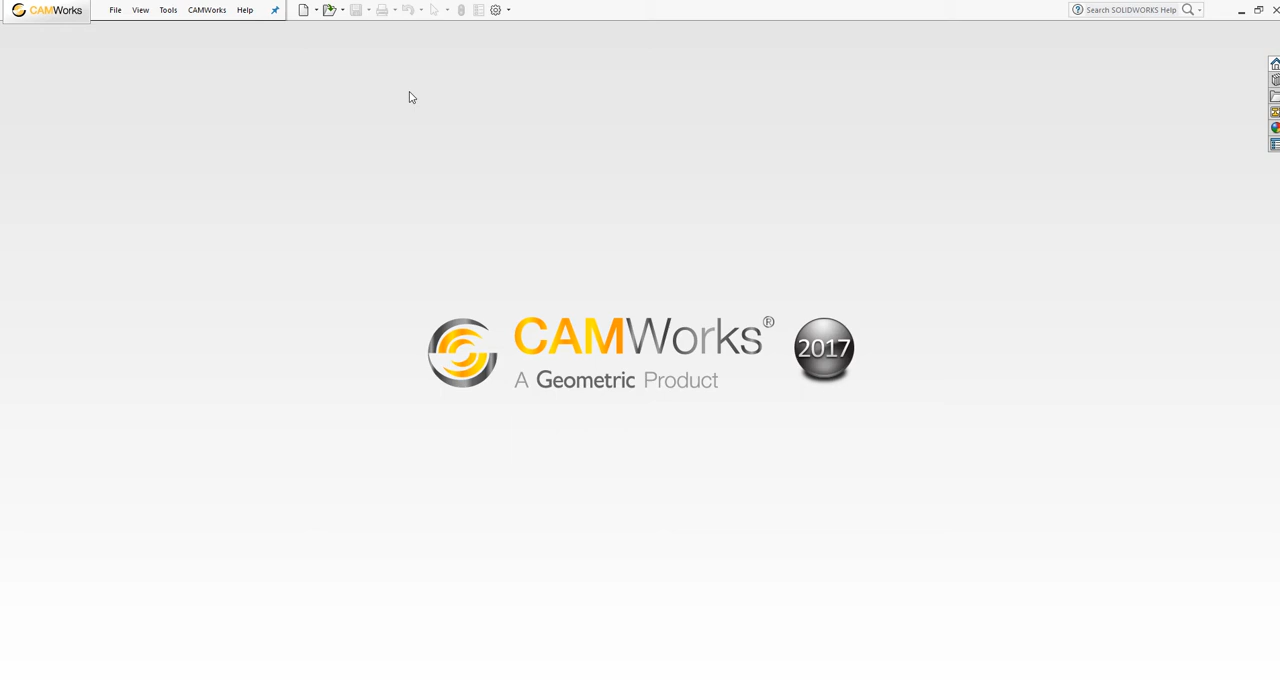 CAMWorks File View Tools CAMWorks Help Search SOLIDWORKS Help
CAMWorks® 2017
A Geometric Product